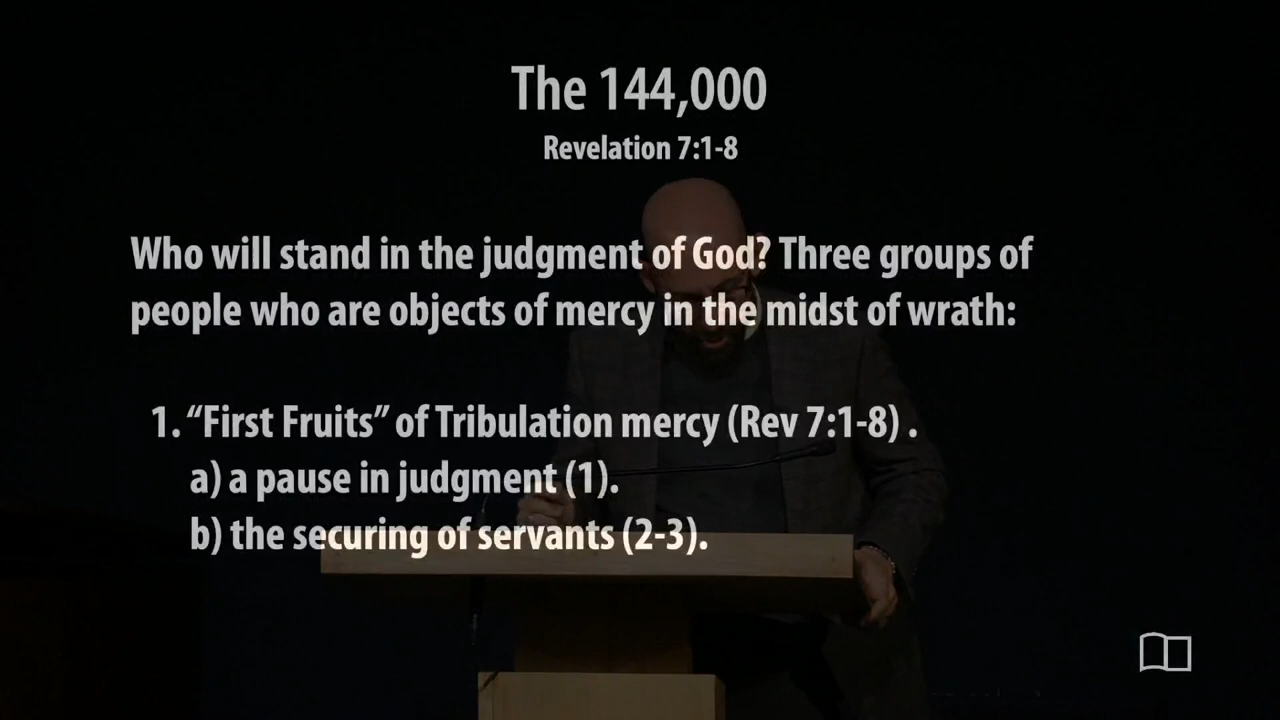 The 144,000
Revelation 7:1-8
Who will stand in the judgment of God? Three groups of
people who are objects of mercy in the midst of wrath:
1. “First Fruits” of Tribulation mercy (Rev 7:1-8) .
a) a pause in judgment (1).
b) the securing of servants (2-3).